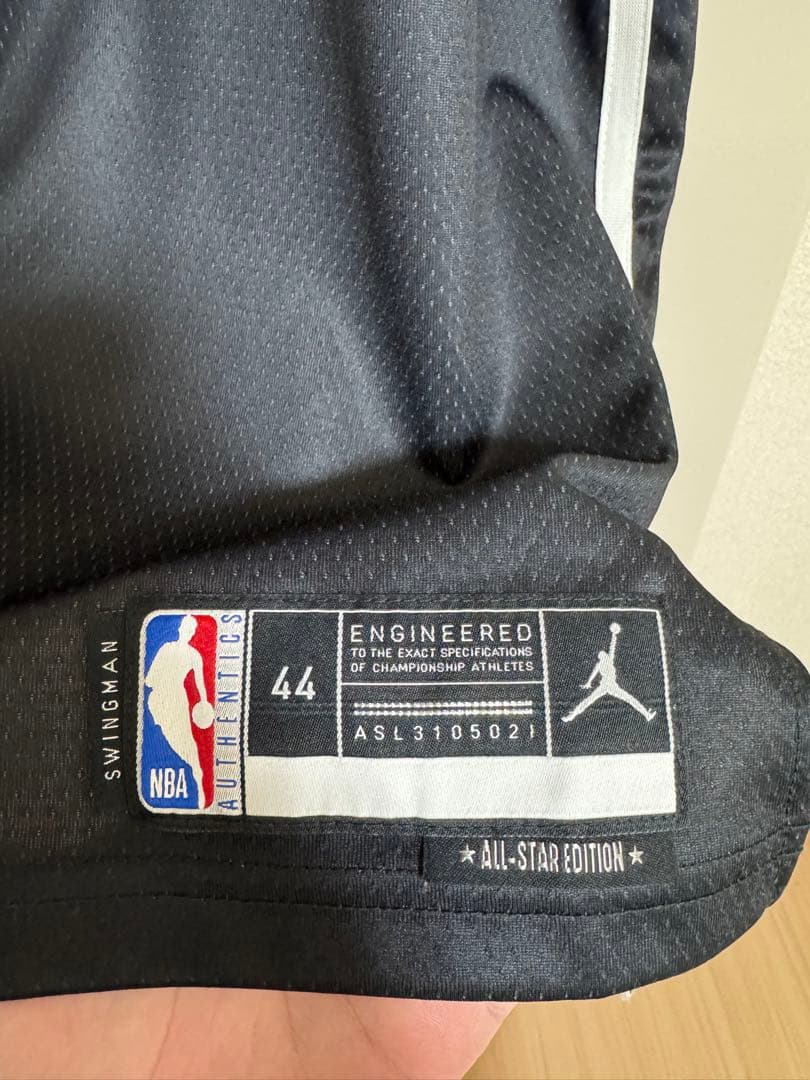 SWINGMAN
NBA
AUTHENTICS
44
ENGINEERED
TO THE EXACT SPECIFICATIONS
OF CHAMPIONSHIP ATHLETES
ASL3105021
★ ALL-STAR EDITION ★